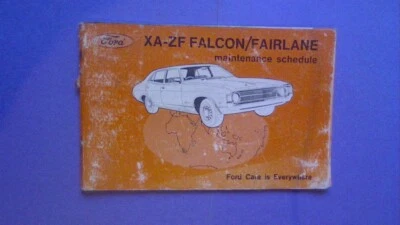 Ford
XA-ZF FALCON/FAIRLANE
maintenance schedule
Ford Care is Everywhere